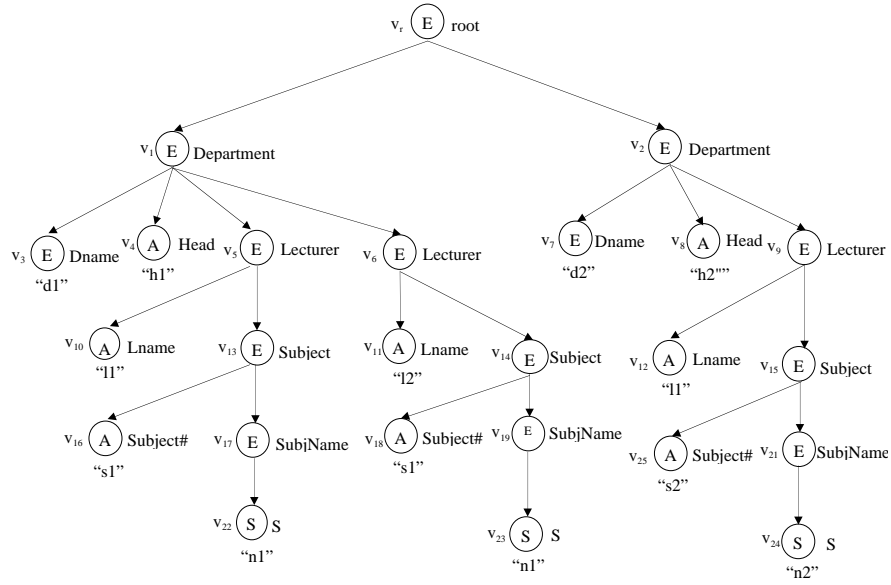 vr E root
v1 E Department
v2 E Department
v3 E Dname
"d1"
v4 A Head
"h1"
v5 E Lecturer
v6 E Lecturer
v7 E Dname
"d2"
v8 A Head
"h2""
v9 E Lecturer
v10 A Lname
"l1"
v13 E Subject
v11 A Lname
"l2"
v14 E Subject
v12 A Lname
"l1"
v15 E Subject
v16 A Subject#
"s1"
v17 E SubjName
v18 A Subject#
"s1"
v19 E SubjName
v25 A Subject#
"s2"
v21 E SubjName
v22 S S
"n1"
v23 S S
"n1"
v24 S S
"n2"